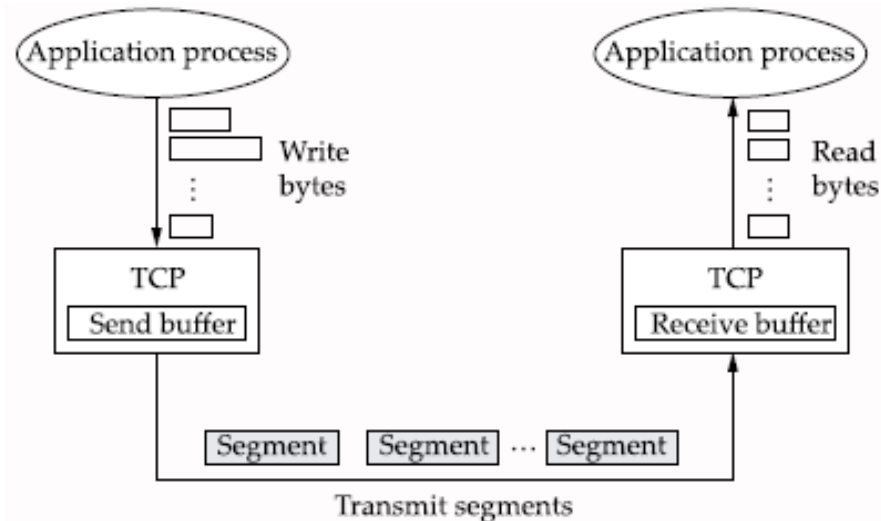 Application process
Application process
Write
bytes
Read
bytes
TCP
Send buffer
TCP
Receive buffer
Segment Segment ... Segment
Transmit segments